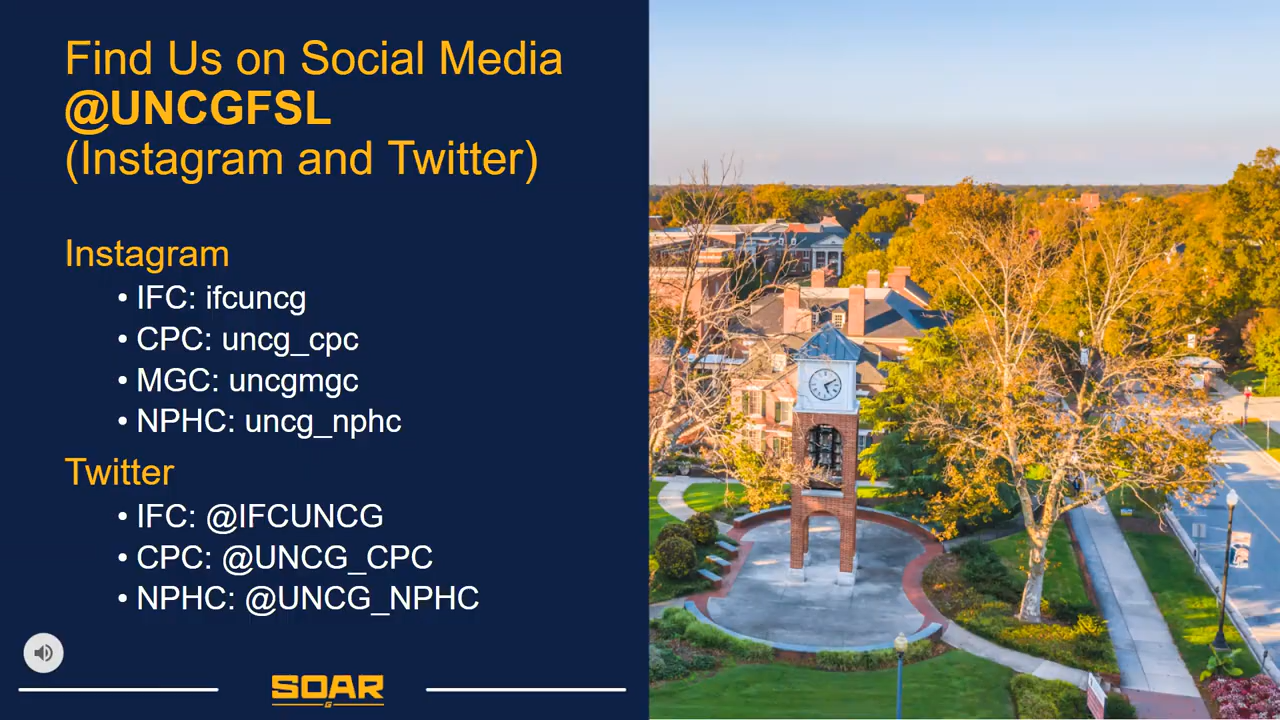 Find Us on Social Media
@UNCGFSL
(Instagram and Twitter)
Instagram
• IFC: ifcuncg
• CPC: uncg_cpc
• MGC: uncgmgc
• NPHC: uncg_nphc
Twitter
• IFC: @IFCUNCG
• CPC: @UNCG_CPC
• NPHC: @UNCG_NPHC
SOAR
G